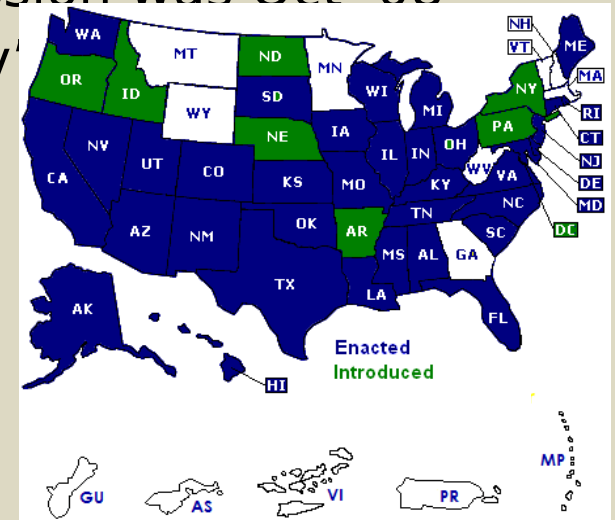 was Oct
NH
WA
VT
ME
MT
ND
MN
MA
OR
ID
SD
WI
NY
WY
MI
RI
PA
IA
NE
CT
NV
OH
NJ
UT
IL
IN
CO
WV
VA
DE
CA
KS
MO
KY
MD
NC
TN
OK
DC
AZ
NM
AR
SC
MS
AL
GA
TX
LA
AK
FL
Enacted
Introduced
HI
MP
GU
AS
VI
PR